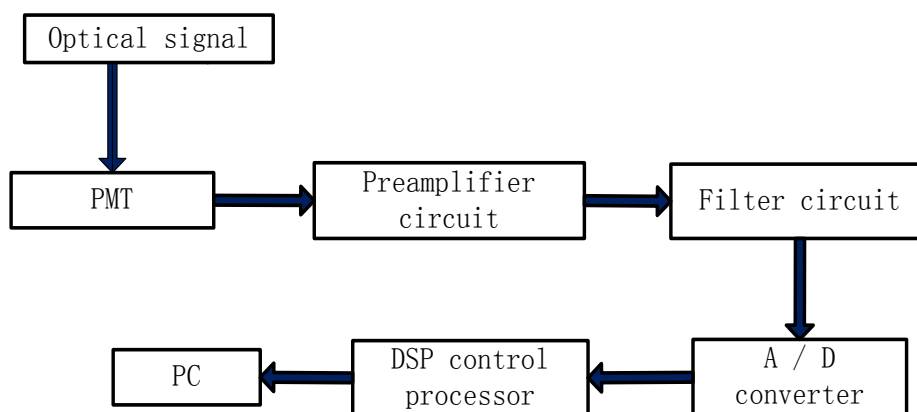 Optical signal
PMT
Preamplifier
circuit
Filter circuit
A / D
converter
DSP control
processor
PC